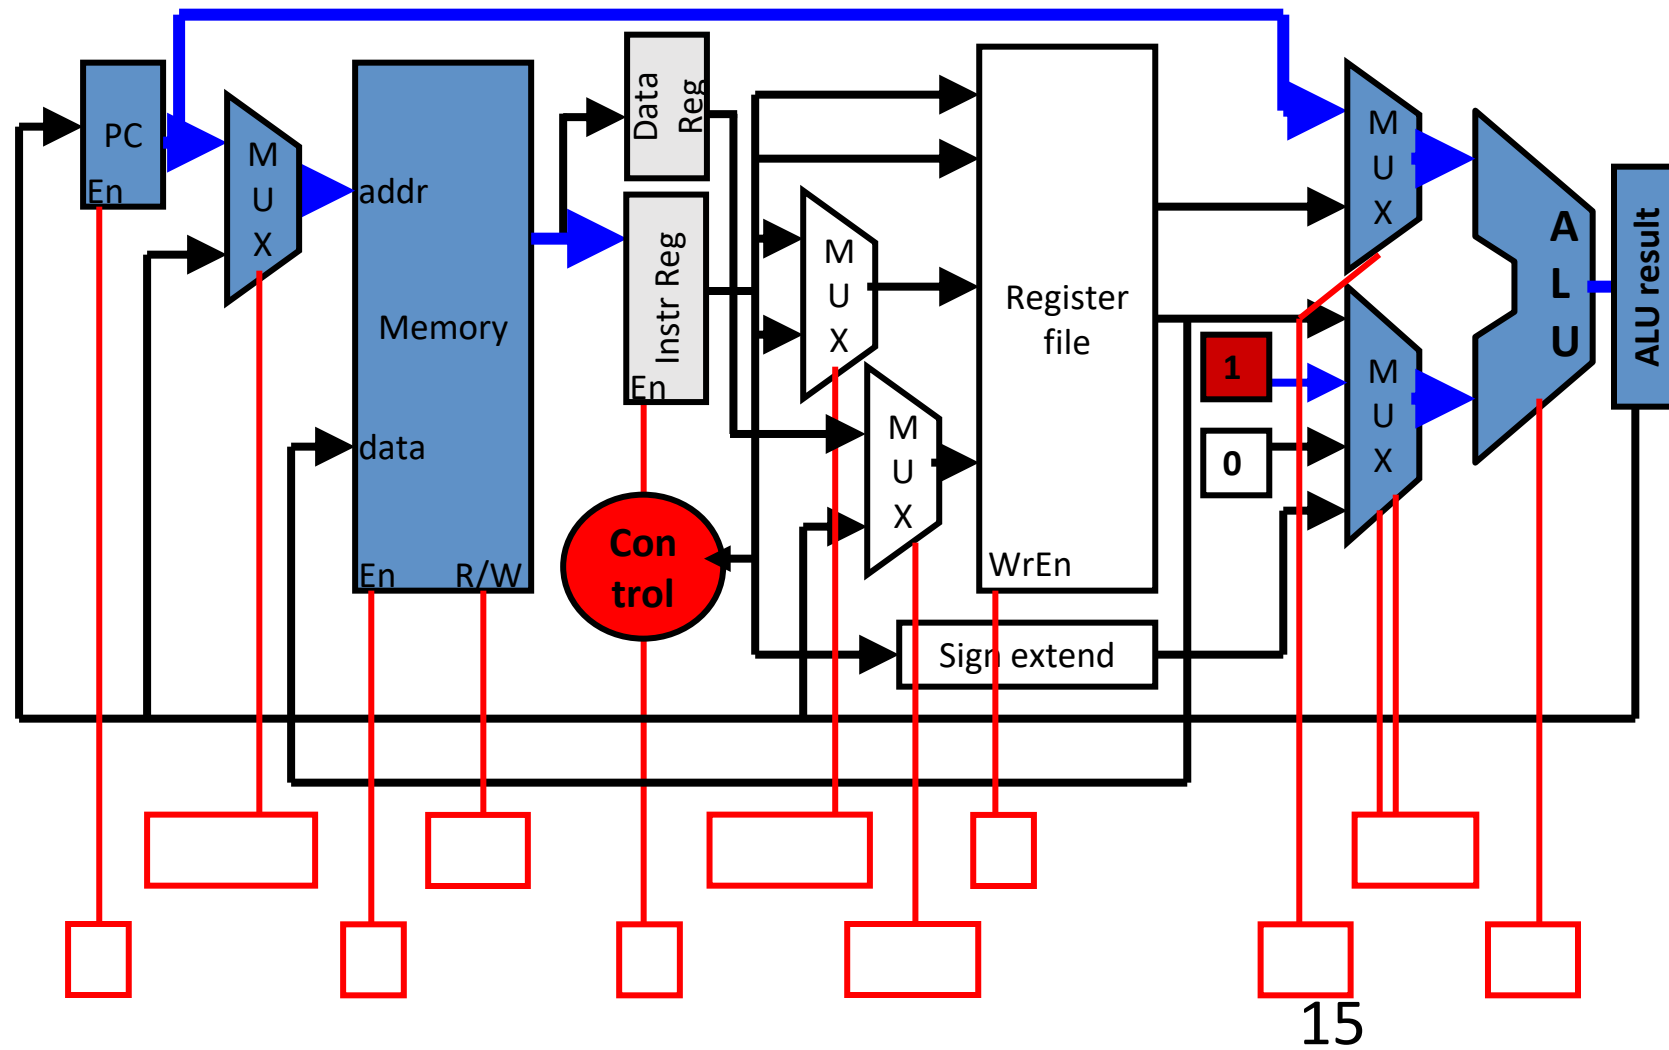 PC
En
M
U
X
addr
Memory
data
En
R/W
Data
Reg
Instr Reg
En
Con
trol
M
U
X
M
U
X
Register
file
WrEn
Sign extend
1
0
M
U
X
M
U
X
A
L
U
ALU result
15